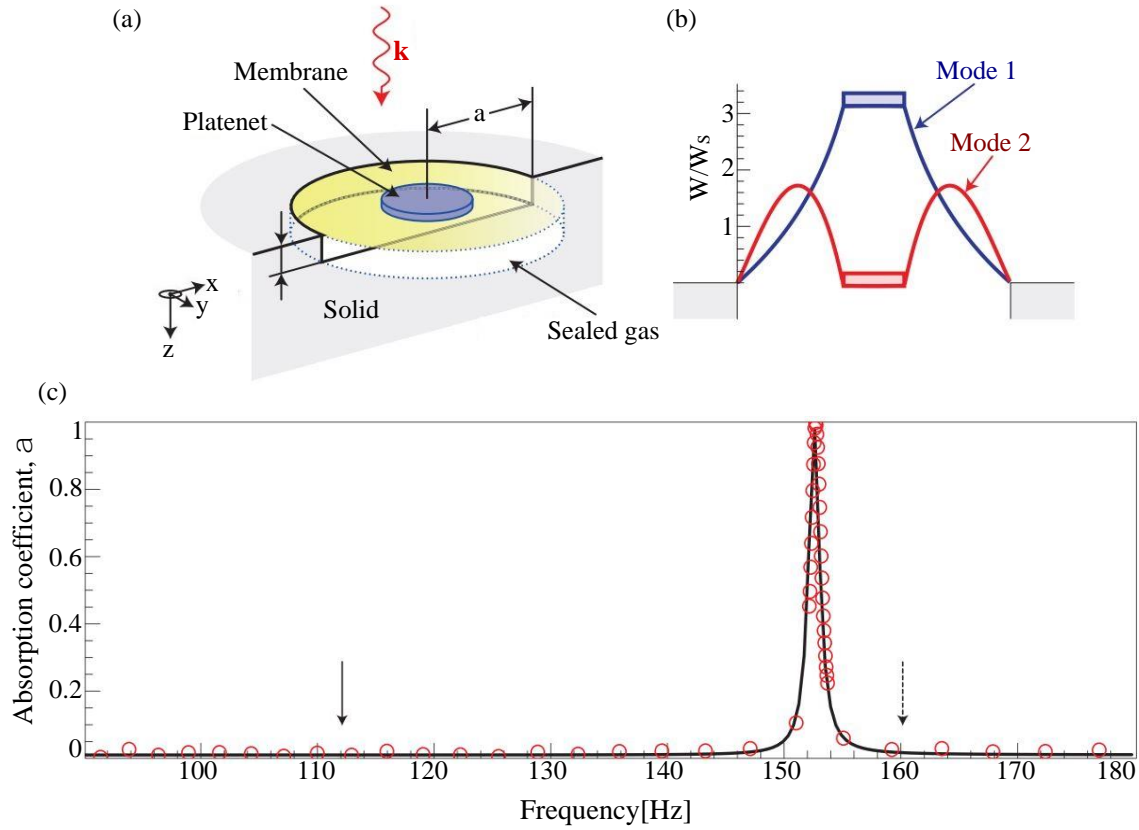 (a)
k
Membrane
Platenet
a
x
y
z
Solid
Sealed gas
(b)
Mode 1
Mode 2
W/Ws
3
2
1
(c)
Absorption coefficient, a
1
0.8
0.6
0.4
0.2
0
100 110 120 130 140 150 160 170 180
Frequency[Hz]